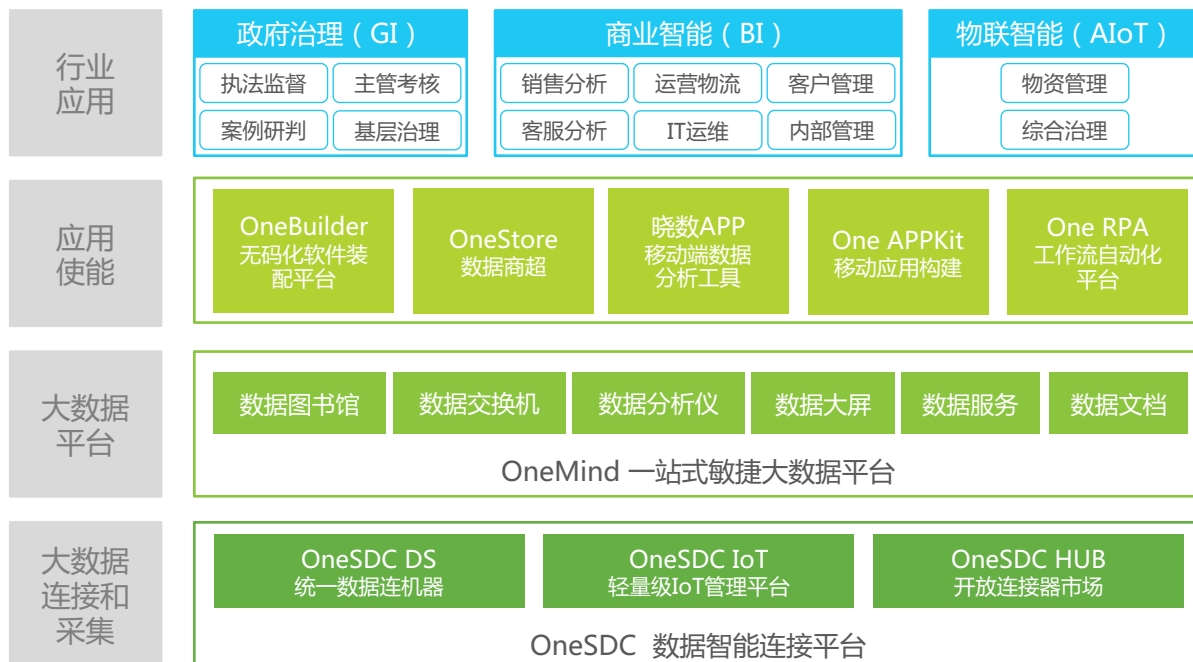 行业
应用
政府治理（GI）
商业智能（BI）
物联智能（AIoT）
执法监督
主管考核
销售分析
运营物流
客户管理
物资管理
案例研判
基层治理
客服分析
IT运维
内部管理
综合治理
应用
使能
OneBuilder
无码化软件装
配平台
OneStore
数据商超
晓数APP
移动端数据
分析工具
One APPKit
移动应用构建
One RPA
工作流自动化
平台
大数据
平台
数据图书馆
数据交换机
数据分析仪
数据大屏
数据服务
数据文档
OneMind 一站式敏捷大数据平台
大数据
连接和
采集
OneSDC DS
统一数据连机器
OneSDC IoT
轻量级IoT管理平台
OneSDC HUB
开放连接器市场
OneSDC 数据智能连接平台